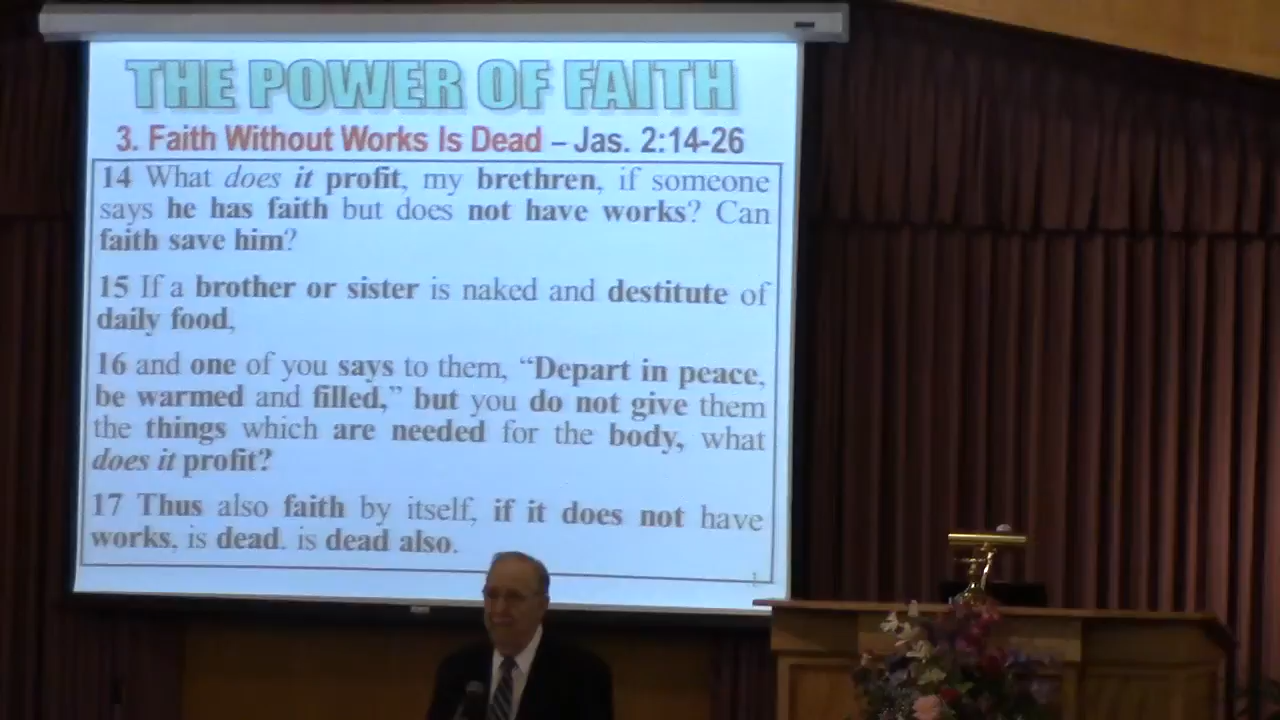 THE POWER OF FAITH
3. Faith Without Works Is Dead – Jas. 2:14-26
14 What does it profit, my brethren, if someone
says he has faith but does not have works? Can
faith save him?
15 If a brother or sister is naked and destitute of
daily food,
16 and one of you says to them, “Depart in peace,
be warmed and filled,” but you do not give them
the things which are needed for the body, what
does it profit?
17 Thus also faith by itself, if it does not have
works, is dead. is dead also.